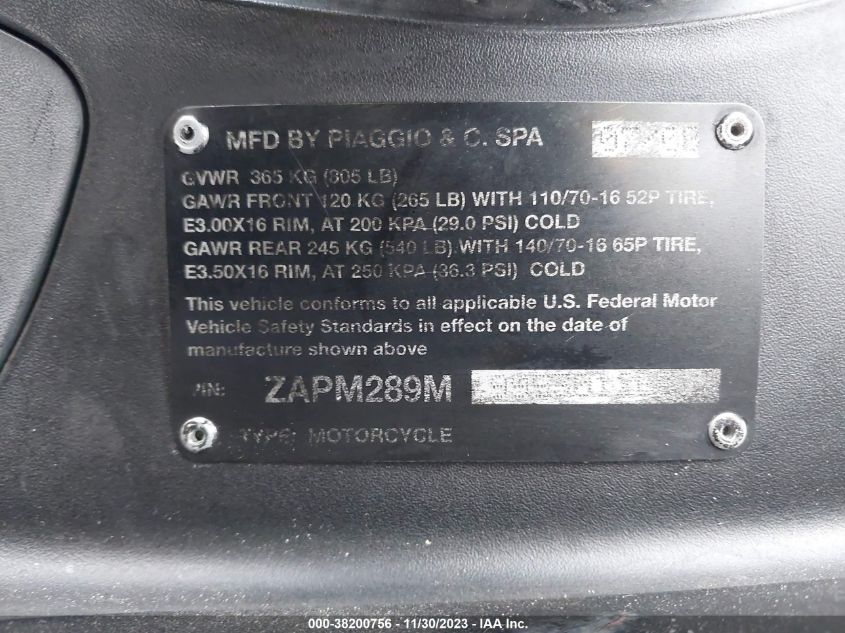 MFD BY PIAGGIO & C. SPA
GVWR 365 KG (805 LB)
GAWR FRONT 120 KG (265 LB) WITH 110/70-16 52P TIRE,
E3.00X16 RIM, AT 200 KPA (29.0 PSI) COLD
GAWR REAR 245 KG (540 LB) WITH 140/70-16 65P TIRE,
E3.50X16 RIM, AT 250 KPA (36.3 PSI) COLD
This vehicle conforms to all applicable U.S. Federal Motor
Vehicle Safety Standards in effect on the date of
manufacture shown above
VIN: ZAPM289M
TYPE: MOTORCYCLE
000-38200756 - 11/30/2023 - www.iaai.com